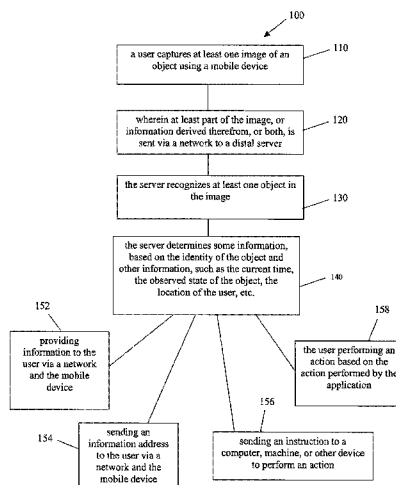 100
a user captures at least one image of an
object using a mobile device
110
wherein at least part of the image, or
information derived therefrom, or both, is
sent via a network to a distal server
120
the server recognizes at least one object in
the image
130
the server determines some information,
based on the identity of the object and
other information, such as the current time,
the observed state of the object, the
location of the user, etc.
140
152
providing
information to the
user via a network
and the mobile
device
154
sending an
information address
to the user via a
network and the
mobile device
156
sending an instruction to a
computer, machine, or other device
to perform an action
158
the user performing an
action based on the
action performed by the
application